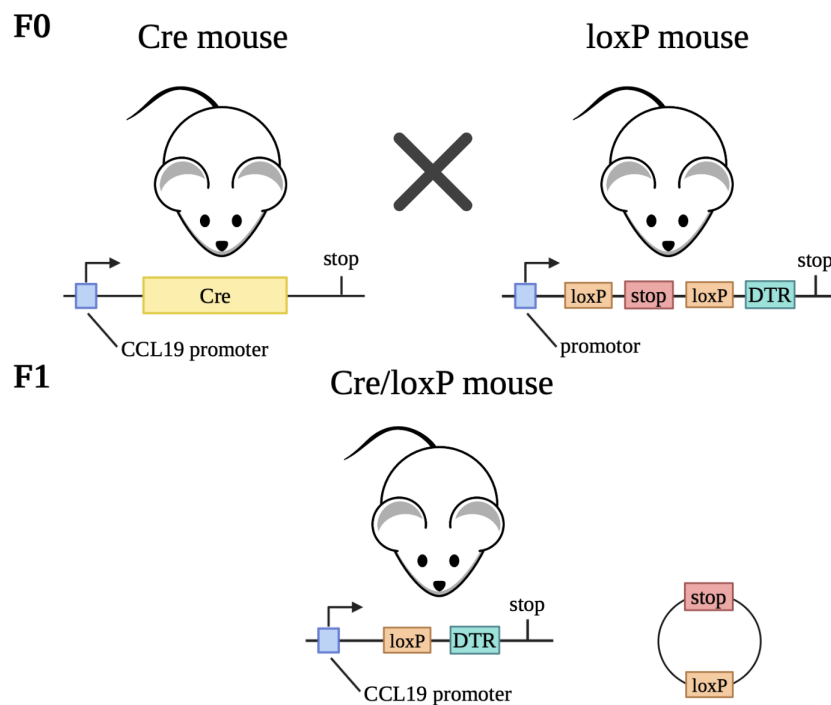 F0
Cre mouse
loxP mouse
stop
Cre
CCL19 promoter
stop
loxP
stop
loxP
DTR
promotor
F1
Cre/loxP mouse
stop
loxP
DTR
CCL19 promoter
stop
loxP